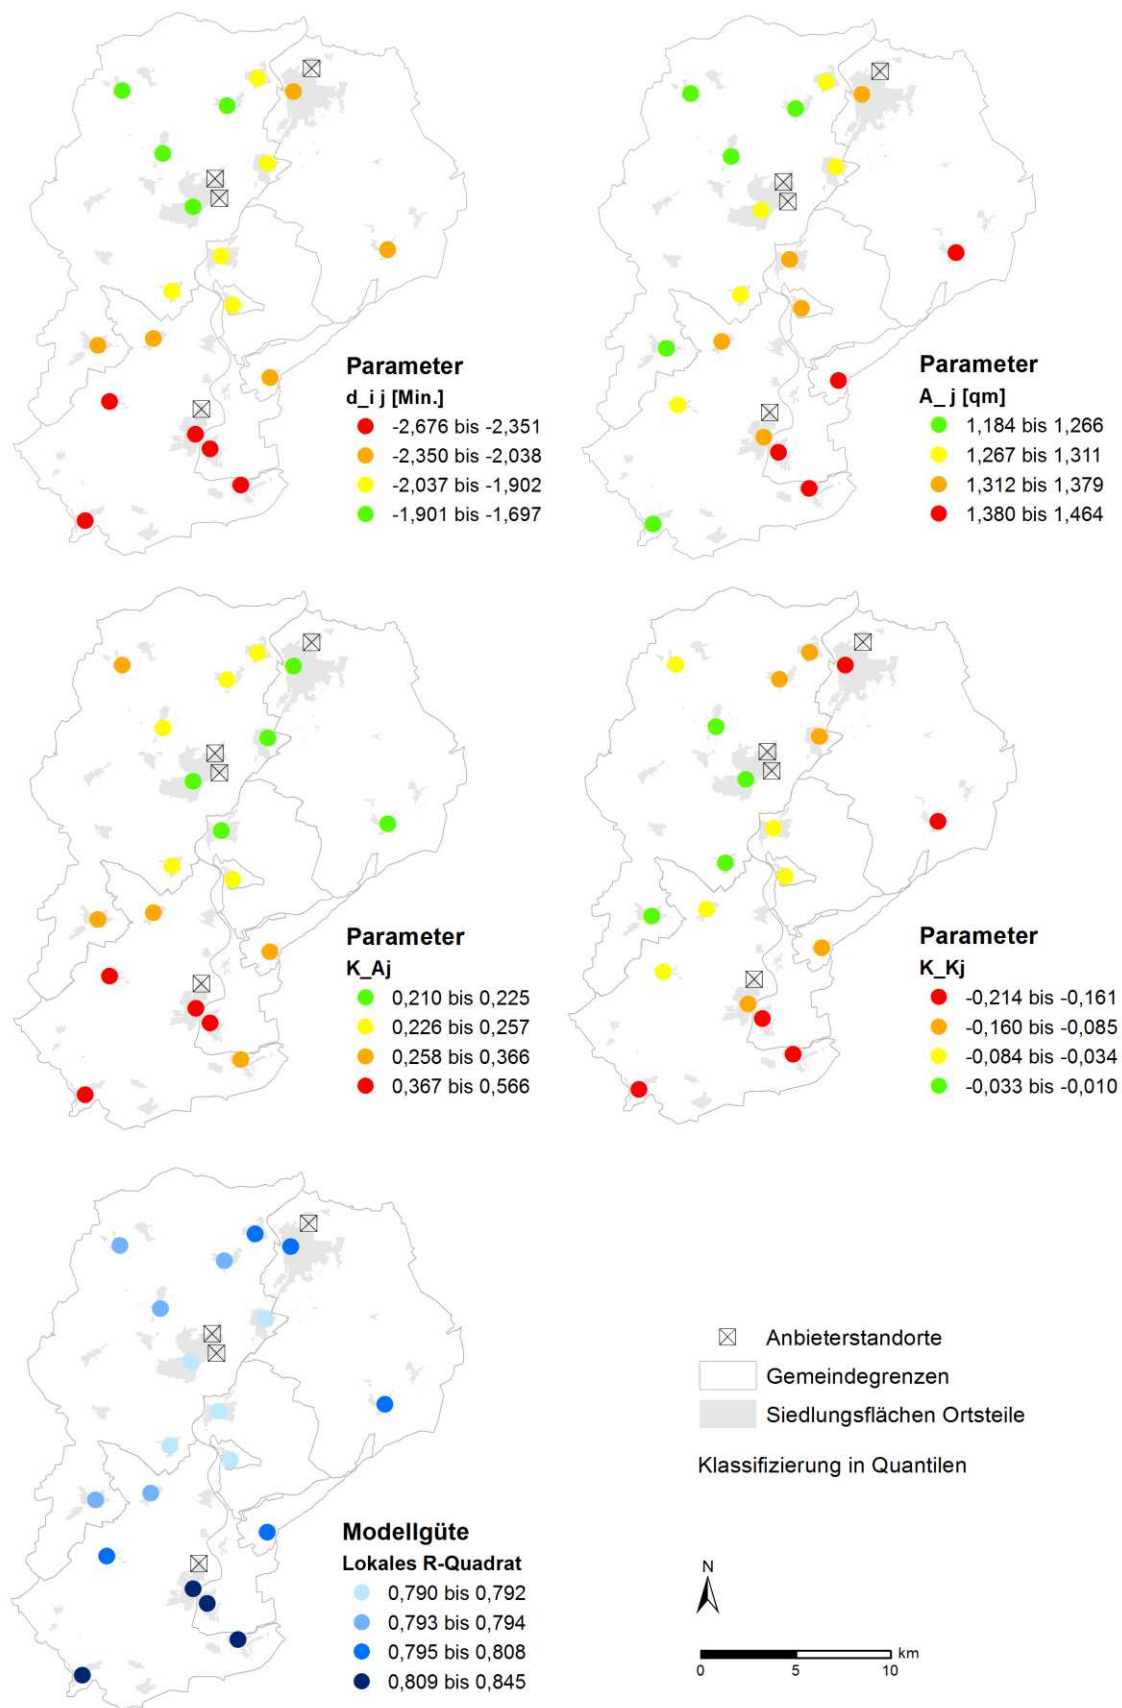 Parameter
d_i j [Min.]
-2,676 bis -2,351
-2,350 bis -2,038
-2,037 bis -1,902
-1,901 bis -1,697
Parameter
A_ j [qm]
1,184 bis 1,266
1,267 bis 1,311
1,312 bis 1,379
1,380 bis 1,464
Parameter
K_Aj
0,210 bis 0,225
0,226 bis 0,257
0,258 bis 0,366
0,367 bis 0,566
Parameter
K_Kj
-0,214 bis -0,161
-0,160 bis -0,085
-0,084 bis -0,034
-0,033 bis -0,010
Modellgüte
Lokales R-Quadrat
0,790 bis 0,792
0,793 bis 0,794
0,795 bis 0,808
0,809 bis 0,845
Anbieterstandorte
Gemeindegrenzen
Siedlungsflächen Ortsteile
Klassifizierung in Quantilen
N
km
0 5 10